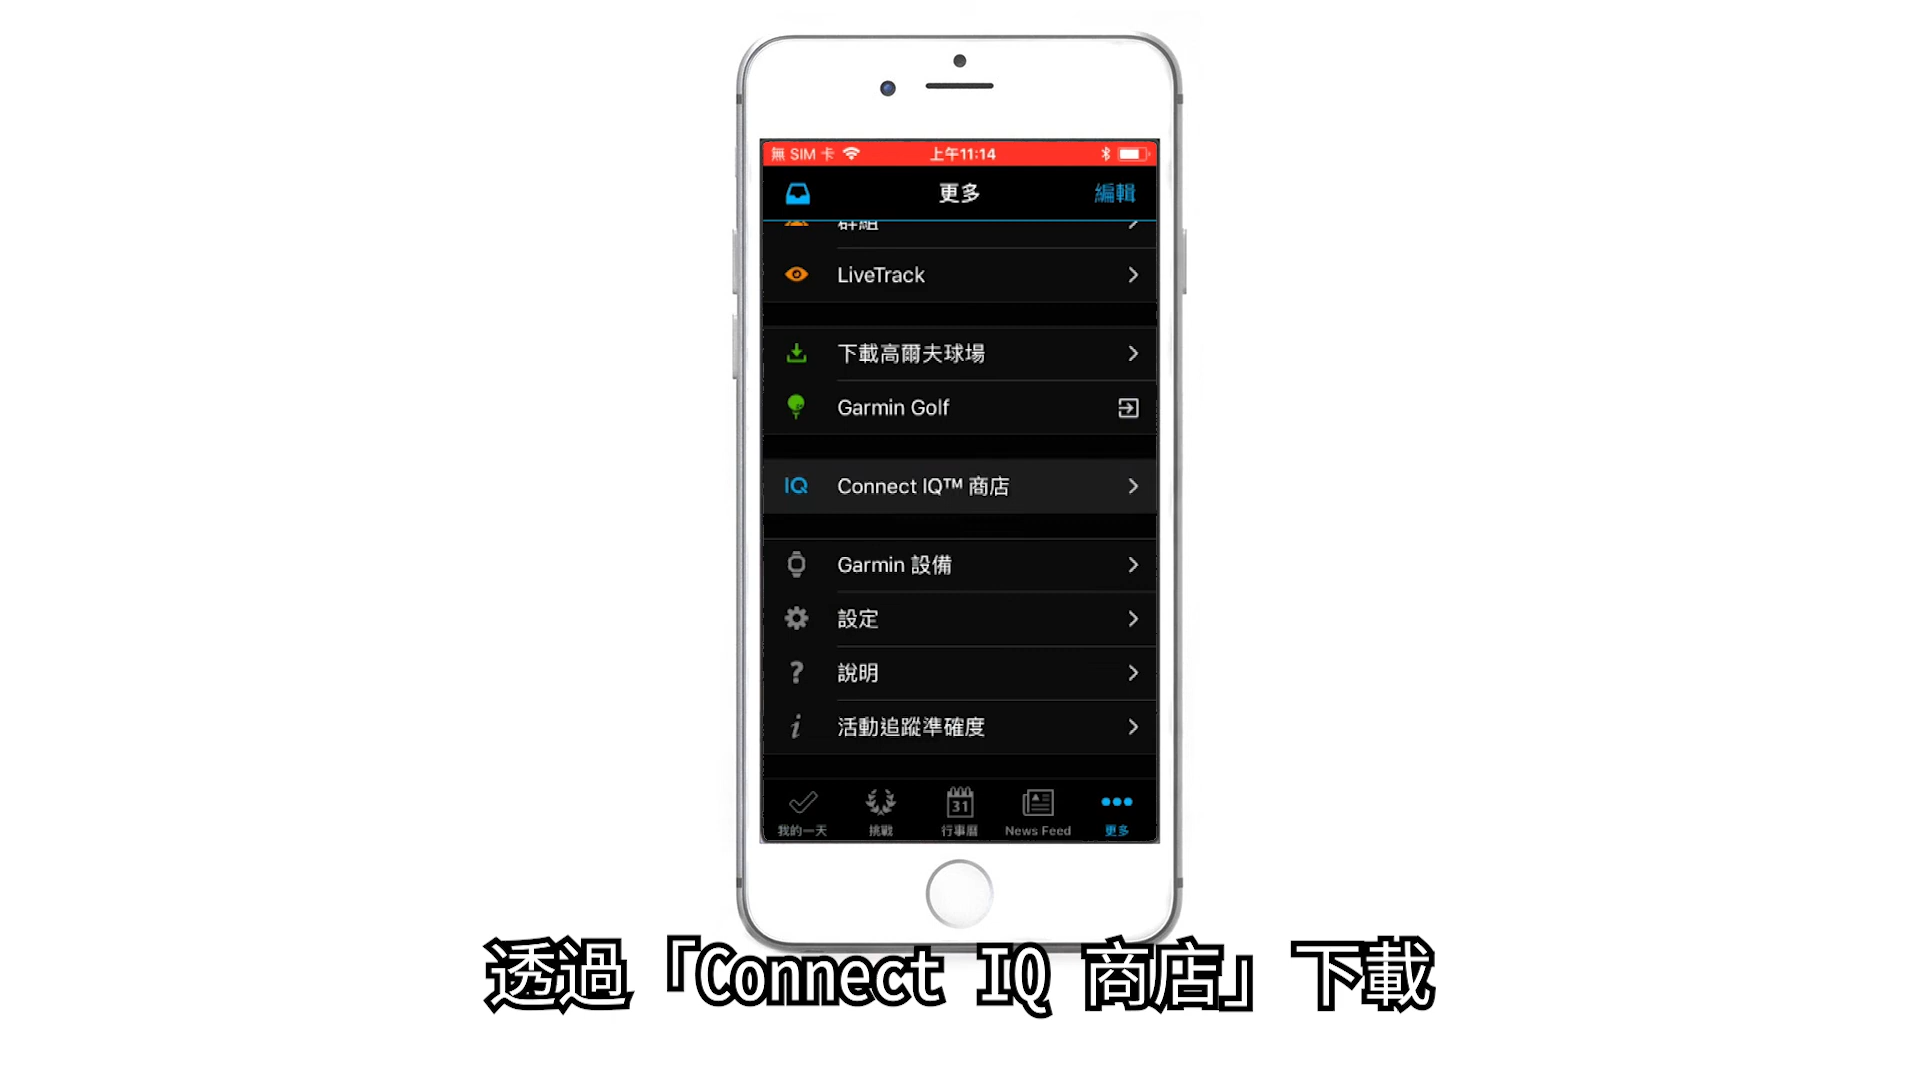 無 SIM 卡
上午11:14
更多
編輯
群組
LiveTrack
下載高爾夫球場
Garmin Golf
IQ
Connect IQ™ 商店
Garmin 設備
設定
說明
活動追蹤準確度
31
我的一天
挑戰
行事曆
News Feed
更多
透過「Connect IQ 商店」下載